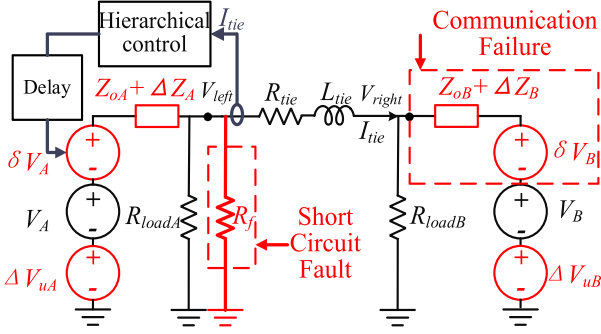 Hierarchical
control
I_tie
Communication
Failure
Delay
Z_oA + ΔZ_A
V_left
R_tie
L_tie
V_right
Z_oB + ΔZ_B
I_tie
δV_A
δV_B
V_A
R_loadA
R_f
Short
Circuit
Fault
R_loadB
V_B
ΔV_uA
ΔV_uB
+
-
+
-
+
-
+
-
+
-
+
-